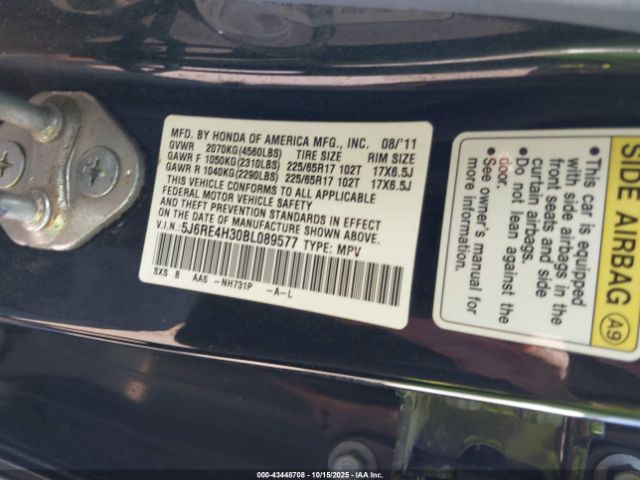 MFD. BY HONDA OF AMERICA MFG., INC. 08/'11
GVWR 2070KG(4560LBS) TIRE SIZE RIM SIZE
GAWR F 1050KG(2310LBS) 225/65R17 102T 17X6.5J
GAWR R 1040KG(2290LBS) 225/65R17 102T 17X6.5J
THIS VEHICLE CONFORMS TO ALL APPLICABLE
FEDERAL MOTOR VEHICLE SAFETY, BUMPER,
AND THEFT PREVENTION STANDARDS IN EFFECT
ON THE DATE OF MANUFACTURE SHOWN ABOVE.
V.I.N.:5J6RE4H30BL089577 TYPE: MPV
SX5 B AA5 -NH731P -A-L
SIDE AIRBAG A9
• This car is equipped
with side airbags in the
front seats and side
curtain airbags.
• Do not lean against the
door.
• See owner's manual for
more information.
000-43448708 - 10/15/2025 - IAA Inc.